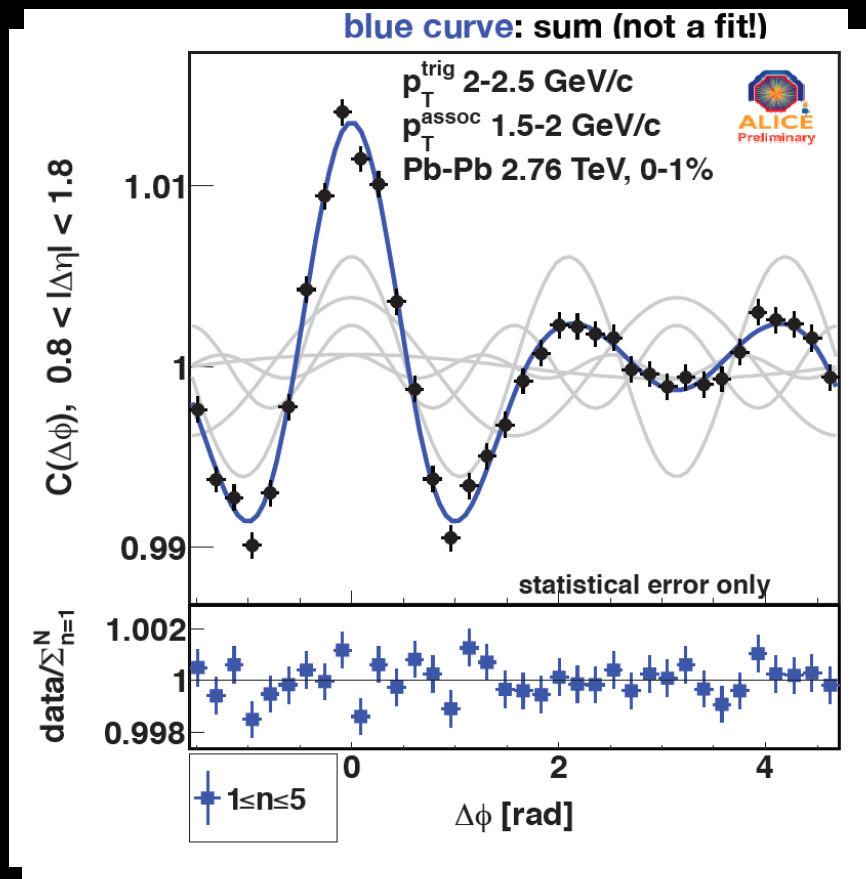 blue curve: sum (not a fit!)
p_T^trig 2-2.5 GeV/c
p_T^assoc 1.5-2 GeV/c
Pb-Pb 2.76 TeV, 0-1%
ALICE
Preliminary
C(Δϕ), 0.8 < |Δη| < 1.8
1.01
1
0.99
statistical error only
data/Σ_{n=1}^N
1.002
1
0.998
0 2 4
1≤n≤5
Δϕ [rad]